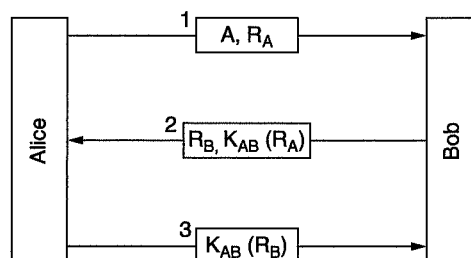 Alice
1
A, R_A
2
R_B, K_AB (R_A)
3
K_AB (R_B)
Bob